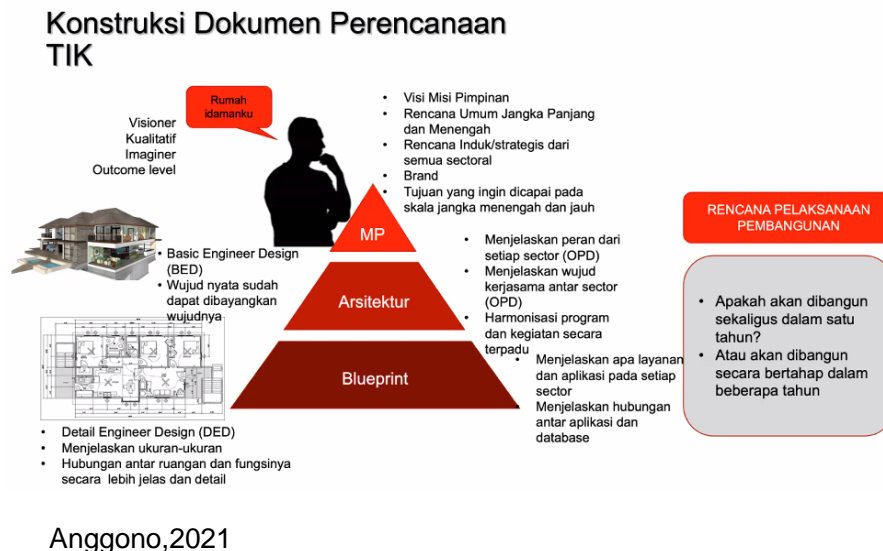 Konstruksi Dokumen Perencanaan
TIK
Rumah
idamanku
Visioner
Kualitatif
Imaginer
Outcome level
• Visi Misi Pimpinan
• Rencana Umum Jangka Panjang
dan Menengah
• Rencana Induk/strategis dari
semua sectoral
• Brand
• Tujuan yang ingin dicapai pada
skala jangka menengah dan jauh
MP
• Basic Engineer Design
(BED)
• Wujud nyata sudah
dapat dibayangkan
wujudnya
Arsitektur
• Menjelaskan peran dari
setiap sector (OPD)
• Menjelaskan wujud
kerjasama antar sector
(OPD)
• Harmonisasi program
dan kegiatan secara
terpadu
Blueprint
• Menjelaskan apa layanan
dan aplikasi pada setiap
sector
• Menjelaskan hubungan
antar aplikasi dan
database
• Detail Engineer Design (DED)
• Menjelaskan ukuran-ukuran
• Hubungan antar ruangan dan fungsinya
secara lebih jelas dan detail
RENCANA PELAKSANAAN
PEMBANGUNAN
• Apakah akan dibangun
sekaligus dalam satu
tahun?
• Atau akan dibangun
secara bertahap dalam
beberapa tahun
Anggono,2021